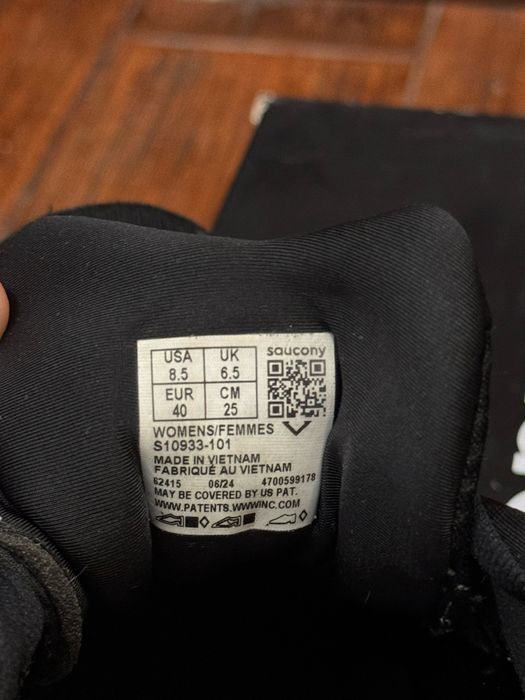 USA UK saucony
8.5 6.5
EUR CM
40 25
WOMENS/FEMMES
S10933-101
MADE IN VIETNAM
FABRIQUÉ AU VIETNAM
62415 06/24 4700599178
MAY BE COVERED BY US PAT.
WWW.PATENTS.WWWINC.COM